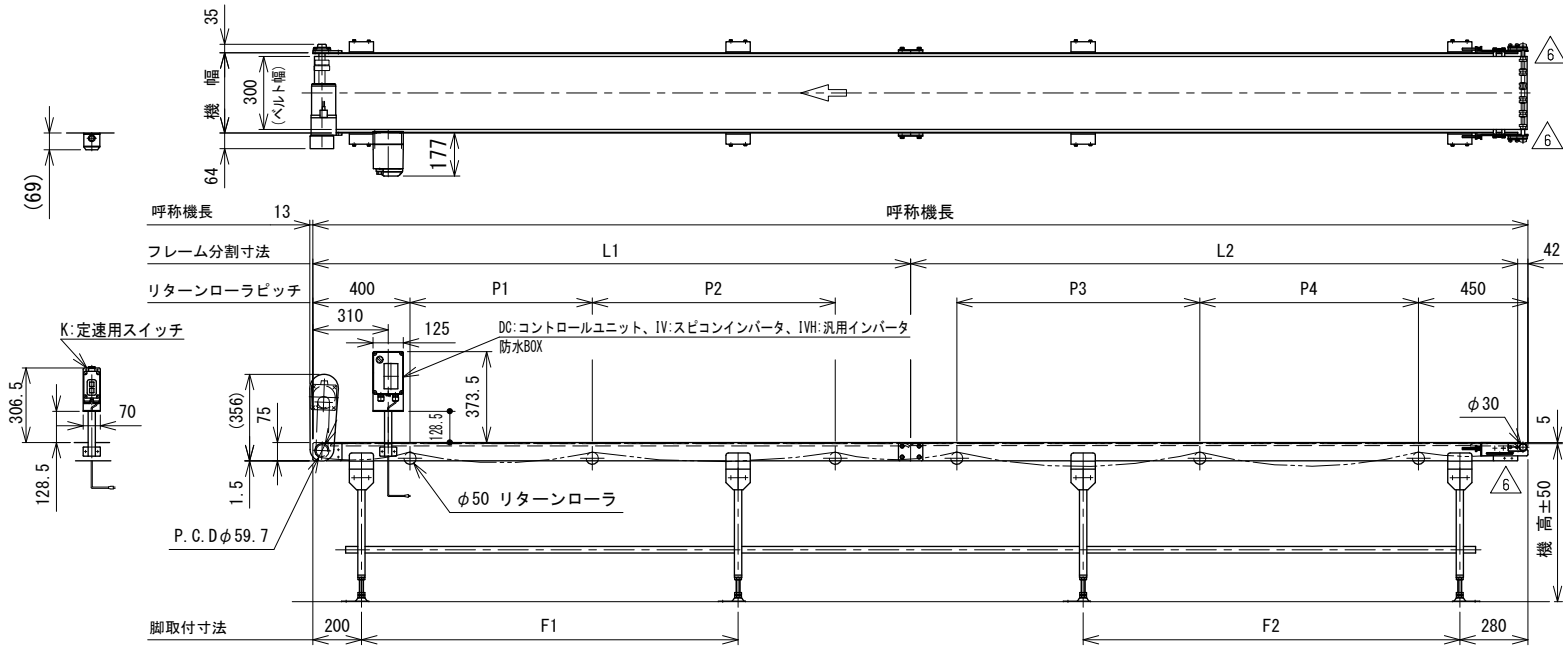 35
機 幅
300
(ベルト幅)
64
(69)
177
6
6
呼称機長
13
呼称機長
フレーム分割寸法
L1
L2
42
リターンローラピッチ
400
P1
P2
P3
P4
450
310
125
DC:コントロールユニット、IV:スピコンインバータ、IVH:汎用インバータ
防水BOX
K:定速用スイッチ
306.5
70
128.5
(356)
75
1.5
128.5
373.5
φ30
5
φ50 リターンローラ
P.C.Dφ59.7
6
機 高±50
脚取付寸法
200
F1
F2
280